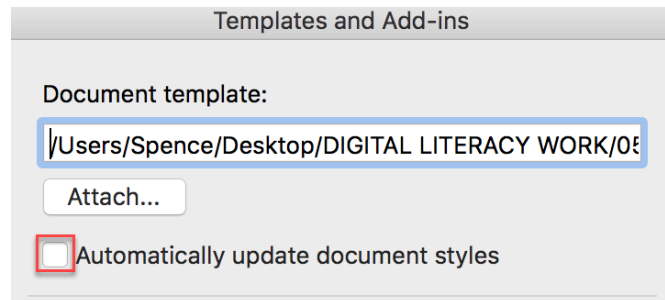 Templates and Add-ins
Document template:
/Users/Spence/Desktop/DIGITAL LITERACY WORK/05
Attach...
Automatically update document styles